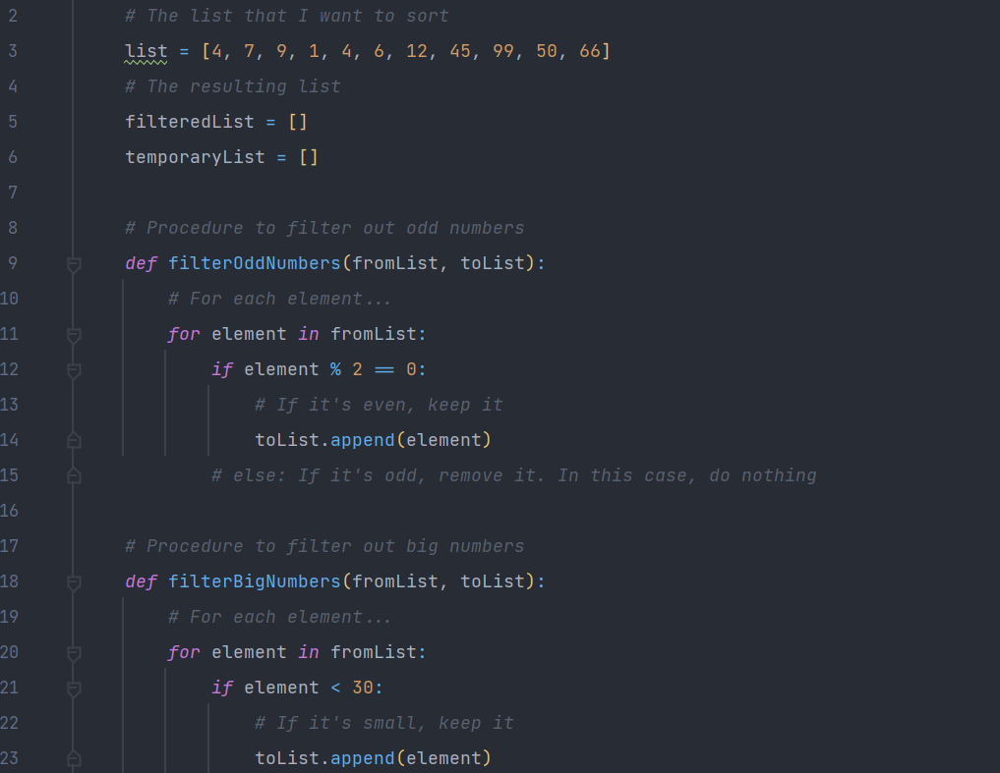 2 # The list that I want to sort
3 list = [4, 7, 9, 1, 4, 6, 12, 45, 99, 50, 66]
4 # The resulting list
5 filteredList = []
6 temporaryList = []
7
8 # Procedure to filter out odd numbers
9 def filterOddNumbers(fromList, toList):
10 # For each element...
11 for element in fromList:
12 if element % 2 == 0:
13 # If it's even, keep it
14 toList.append(element)
15 # else: If it's odd, remove it. In this case, do nothing
16
17 # Procedure to filter out big numbers
18 def filterBigNumbers(fromList, toList):
19 # For each element...
20 for element in fromList:
21 if element < 30:
22 # If it's small, keep it
23 toList.append(element)